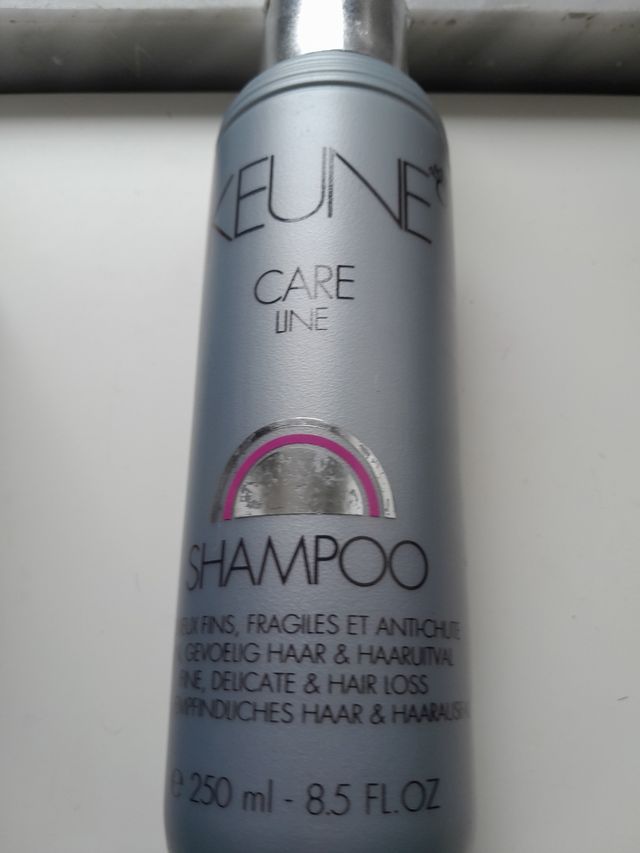 KEUNE
CARE
LINE
SHAMPOO
FINS, FRAGILES ET ANTI-CHUTE
GEVOELIG HAAR & HAARUITVAL
FINE, DELICATE & HAIR LOSS
EMPFINDLICHES HAAR &
e 250 ml - 8.5 FL.OZ